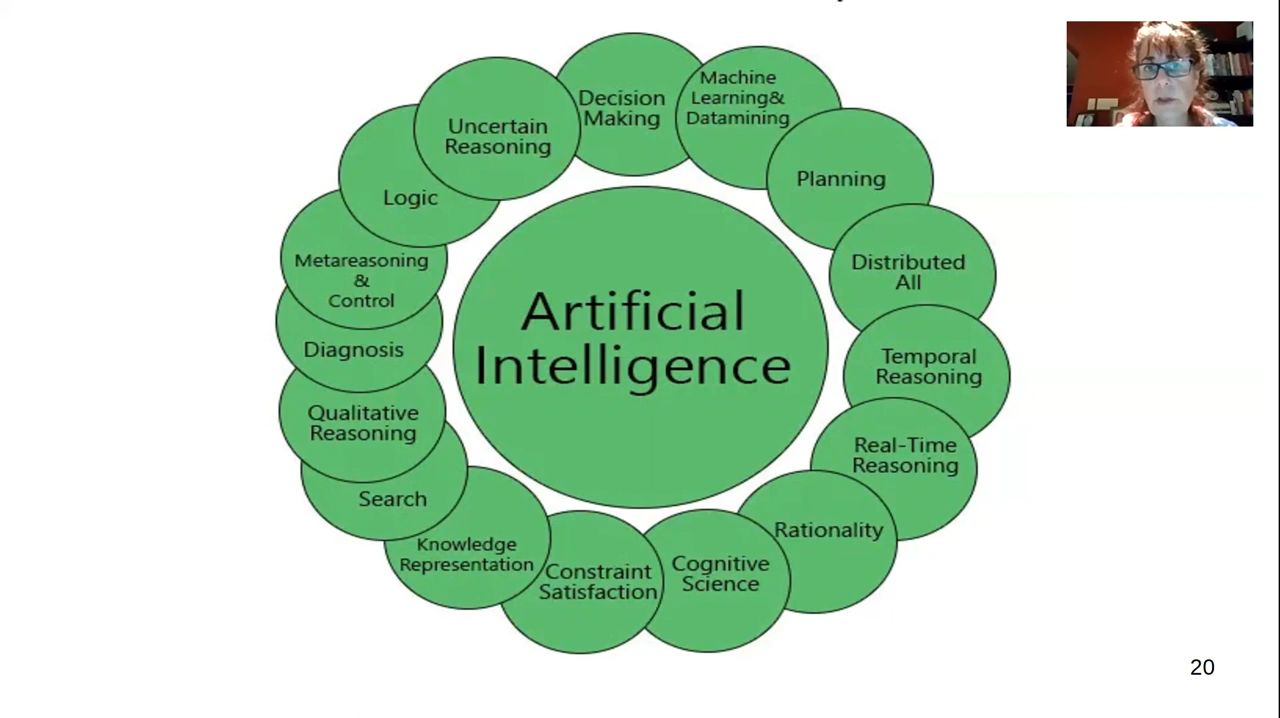 Decision
Making
Machine
Learning&
Datamining
Planning
Distributed
All
Temporal
Reasoning
Real-Time
Reasoning
Rationality
Cognitive
Science
Constraint
Satisfaction
Knowledge
Representation
Search
Qualitative
Reasoning
Diagnosis
Metareasoning
&
Control
Logic
Uncertain
Reasoning
Artificial
Intelligence
20